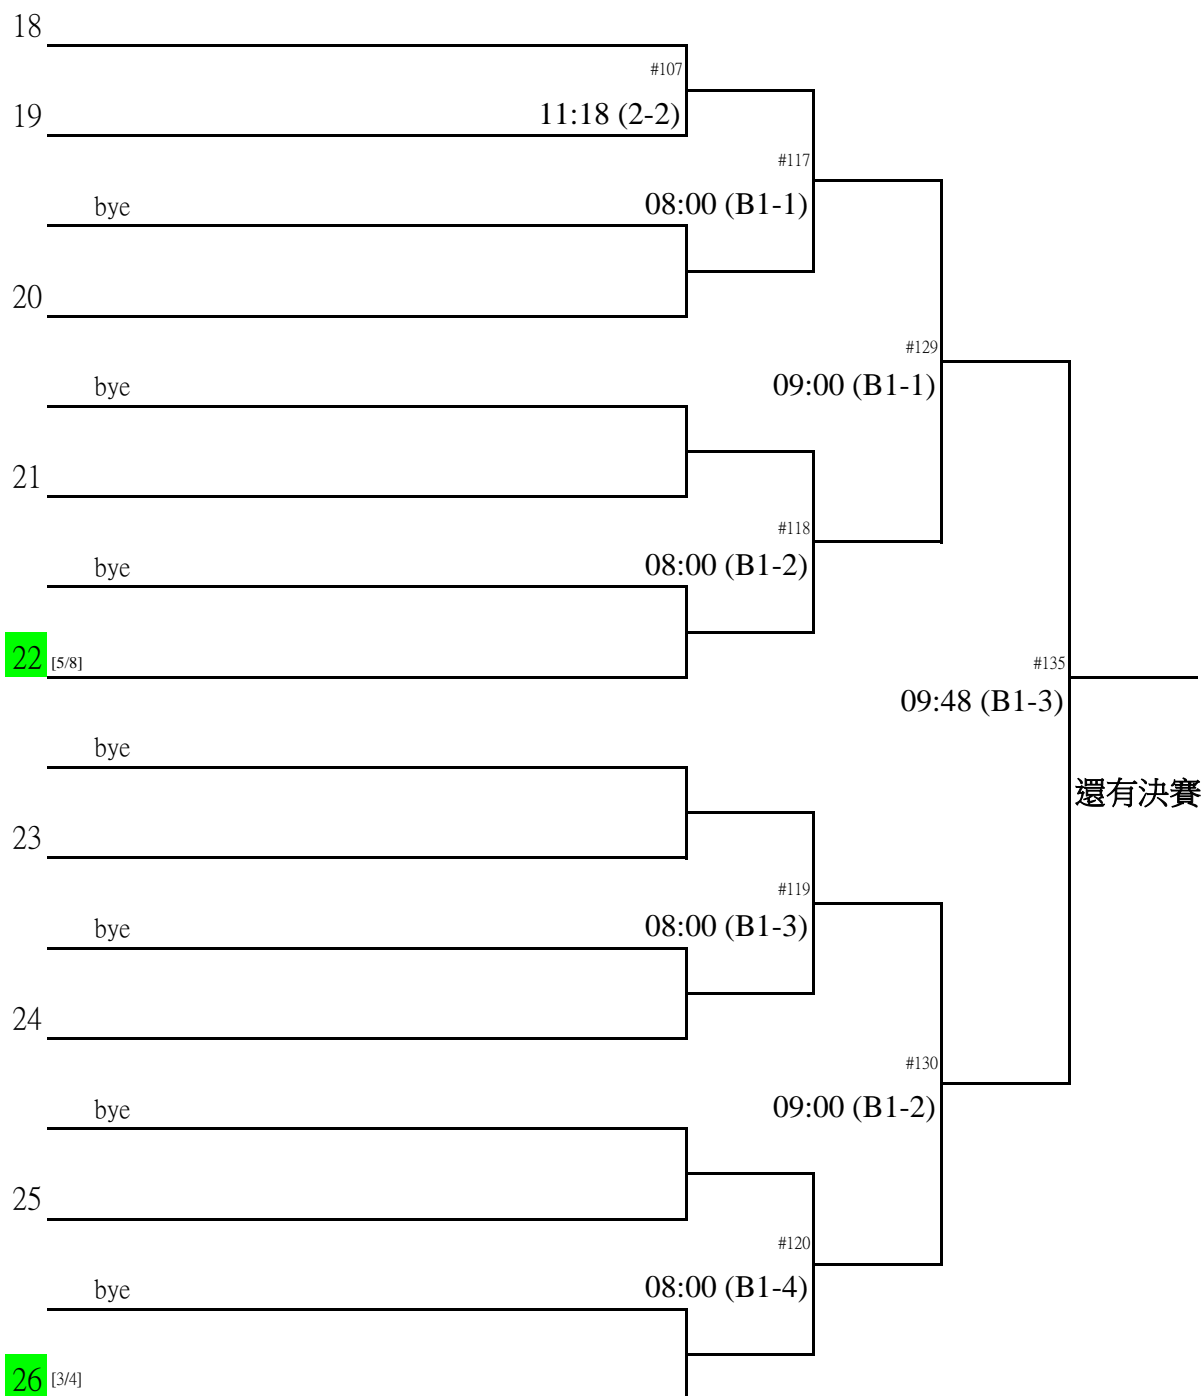 18
#107
19
11:18 (2-2)
#117
bye
08:00 (B1-1)
20
#129
bye
09:00 (B1-1)
21
#118
bye
08:00 (B1-2)
22 [5/8]
#135
09:48 (B1-3)
bye
還有決賽
23
#119
bye
08:00 (B1-3)
24
#130
bye
09:00 (B1-2)
25
#120
bye
08:00 (B1-4)
26 [3/4]